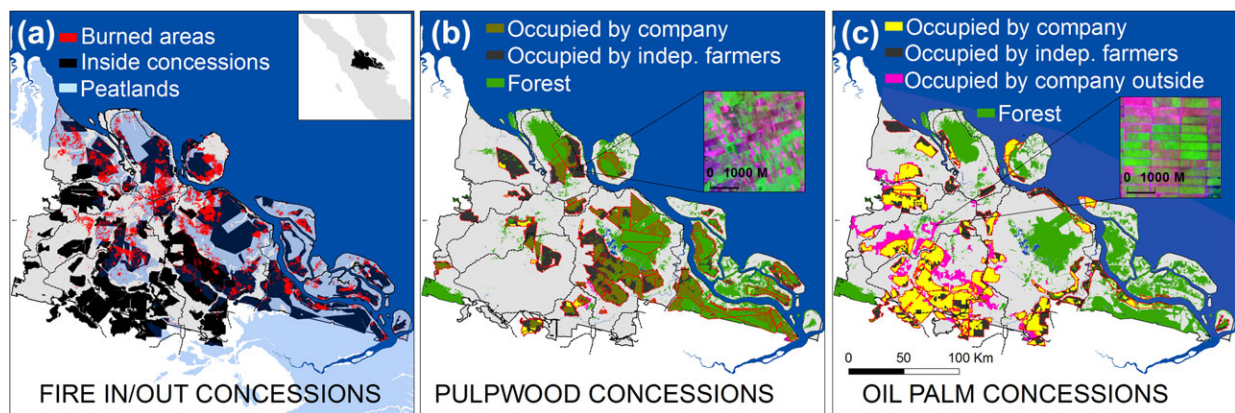 (a)
Burned areas
Inside concessions
Peatlands
FIRE IN/OUT CONCESSIONS
(b)
Occupied by company
Occupied by indep. farmers
Forest
0 1000 M
PULPWOOD CONCESSIONS
(c)
Occupied by company
Occupied by indep. farmers
Occupied by company outside
Forest
0 1000 M
0 50 100 Km
OIL PALM CONCESSIONS